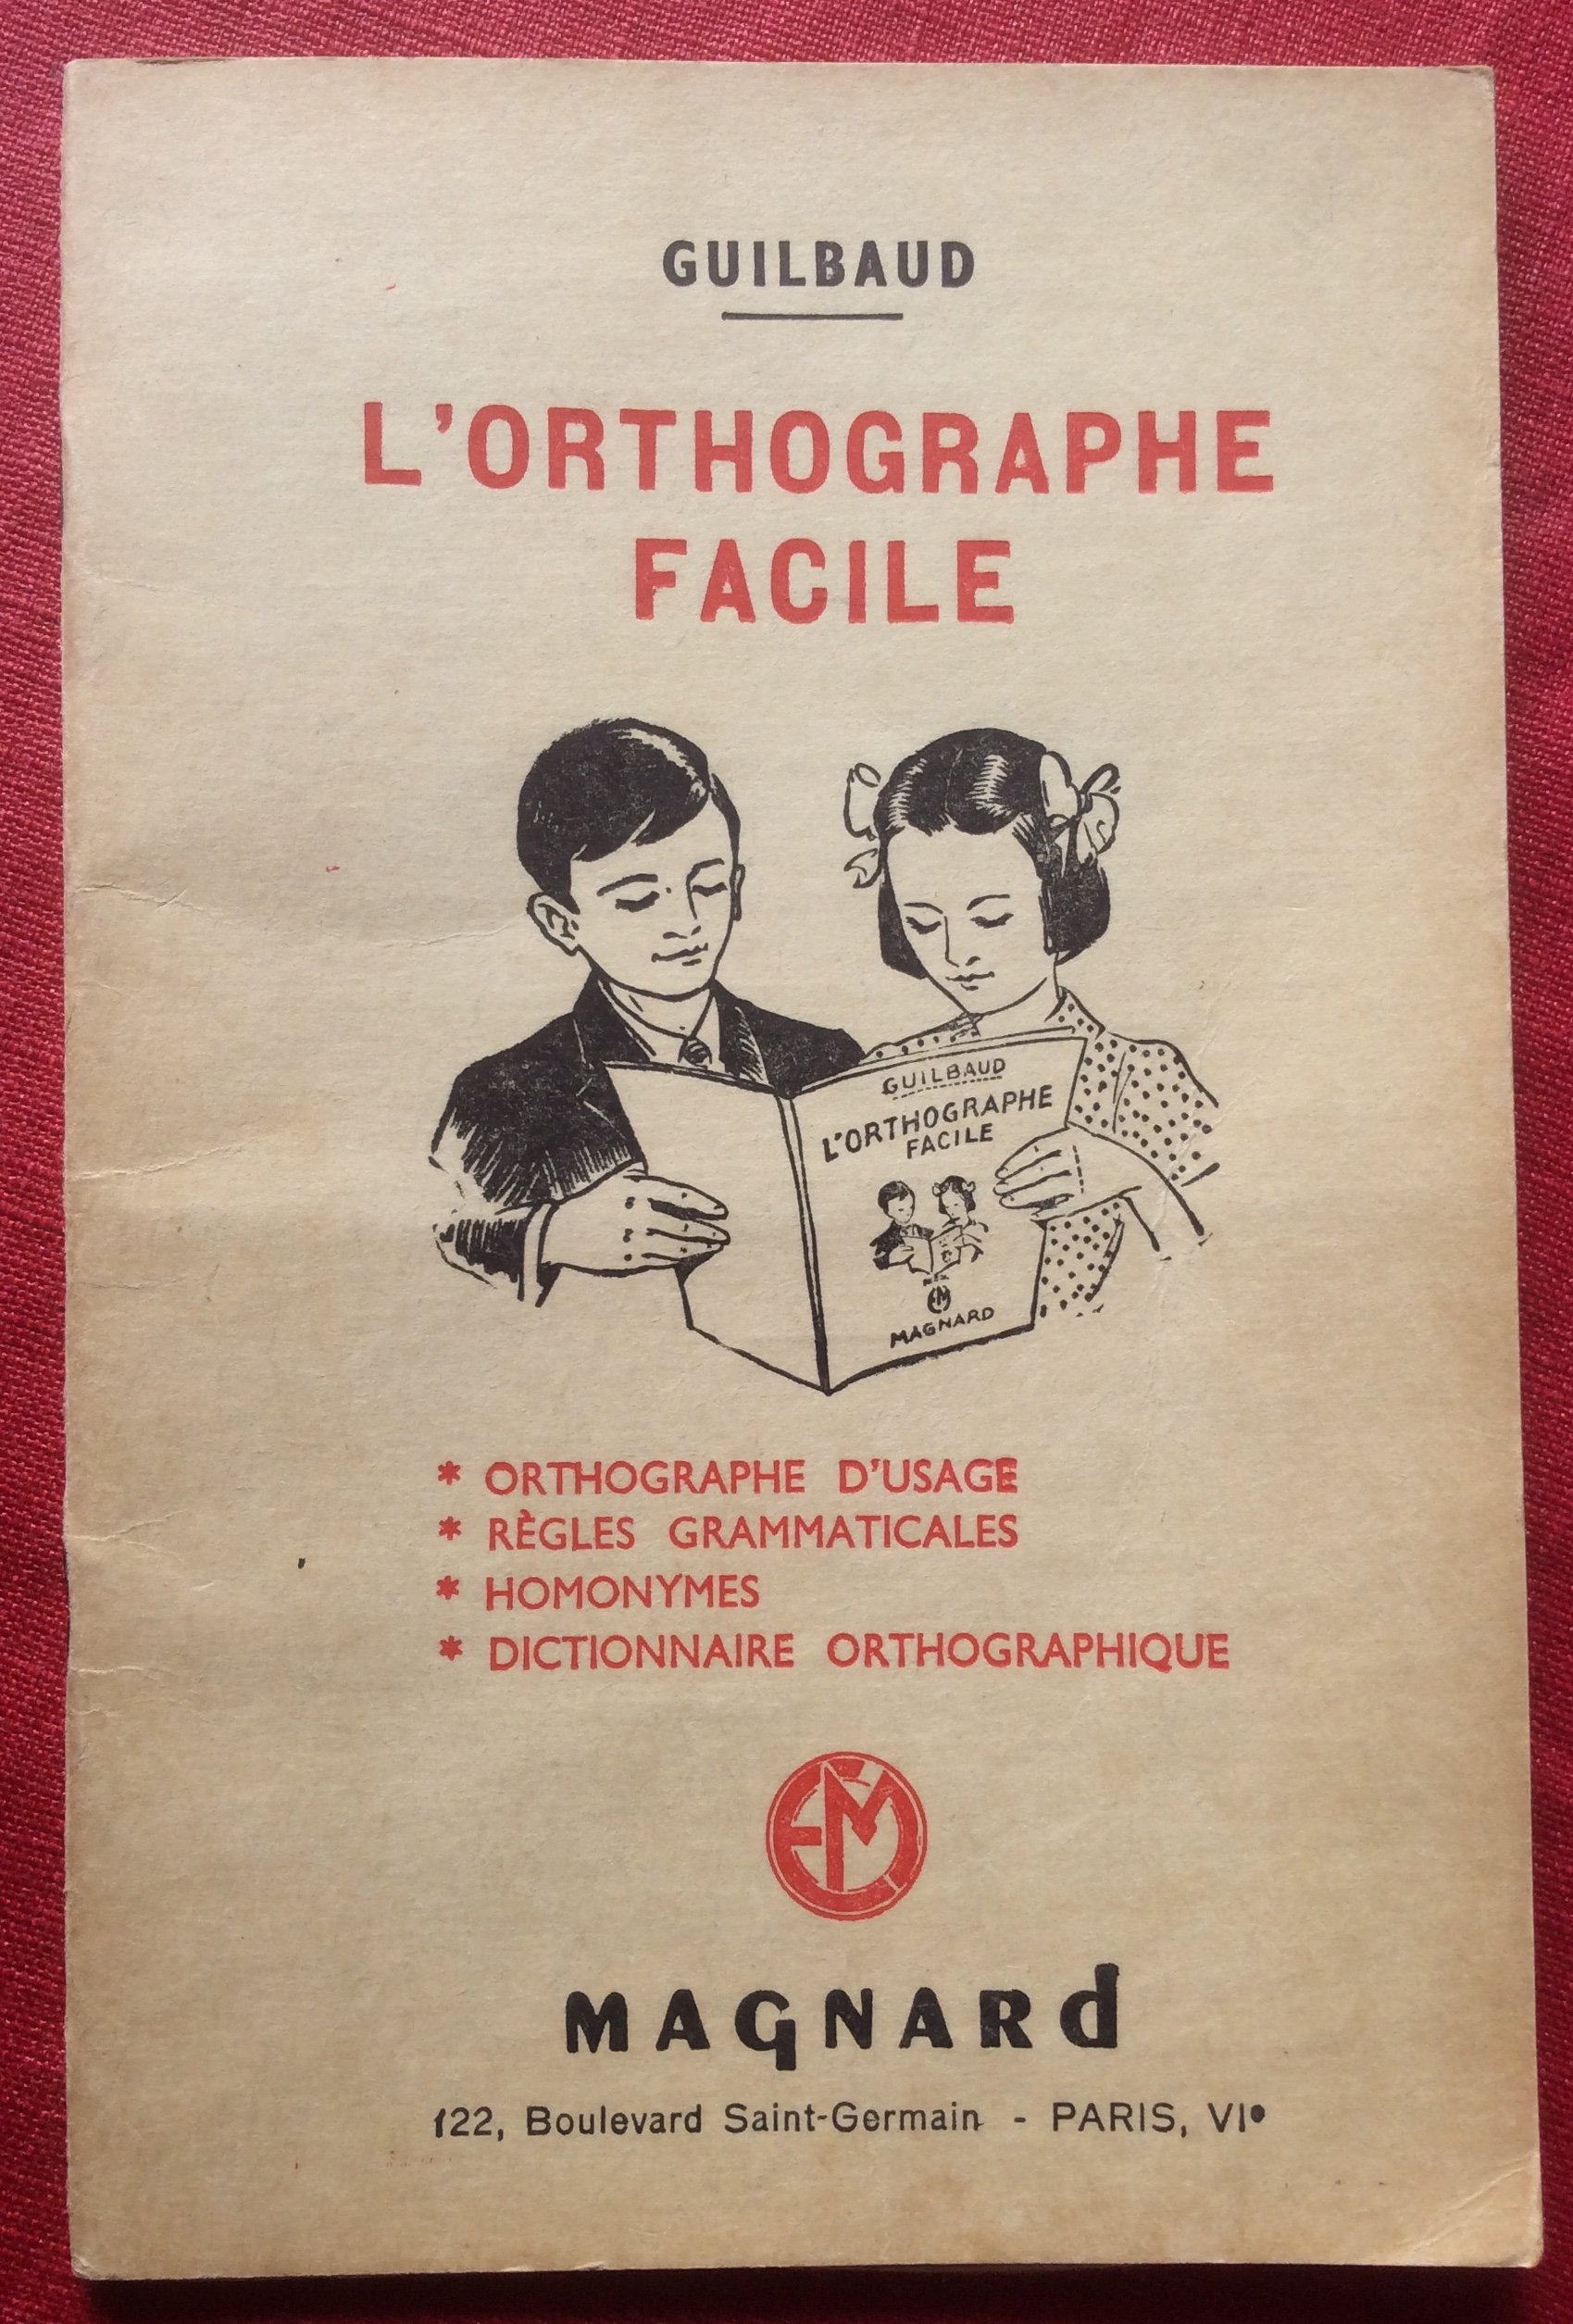 GUILBAUD
L'ORTHOGRAPHE
FACILE
GUILBAUD
L'ORTHOGRAPHE
FACILE
EM
MAGNARD
* ORTHOGRAPHE D'USAGE
* RÈGLES GRAMMATICALES
* HOMONYMES
* DICTIONNAIRE ORTHOGRAPHIQUE
EM
MAGNARd
122, Boulevard Saint-Germain - PARIS, VIe